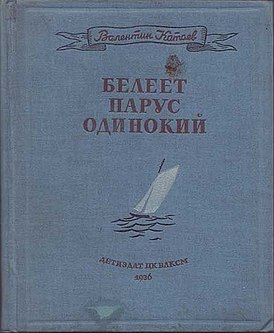 Валентин Катаев
БЕЛЕЕТ
ПАРУС
ОДИНОКИЙ
ДЕТИЗДАТ ЦК ВЛКСМ
1936